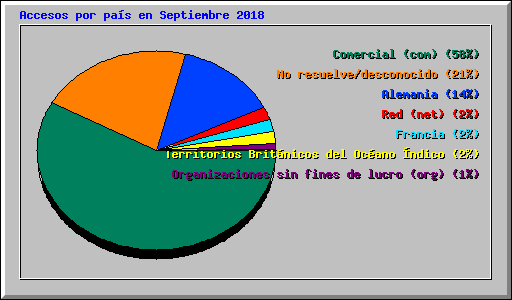 Accesos por país en Septiembre 2018
Comercial (com) (58%)
No resuelve/desconocido (21%)
Alemania (14%)
Red (net) (2%)
Francia (2%)
Territorios Británicos del Océano Índico (2%)
Organizaciones sin fines de lucro (org) (1%)